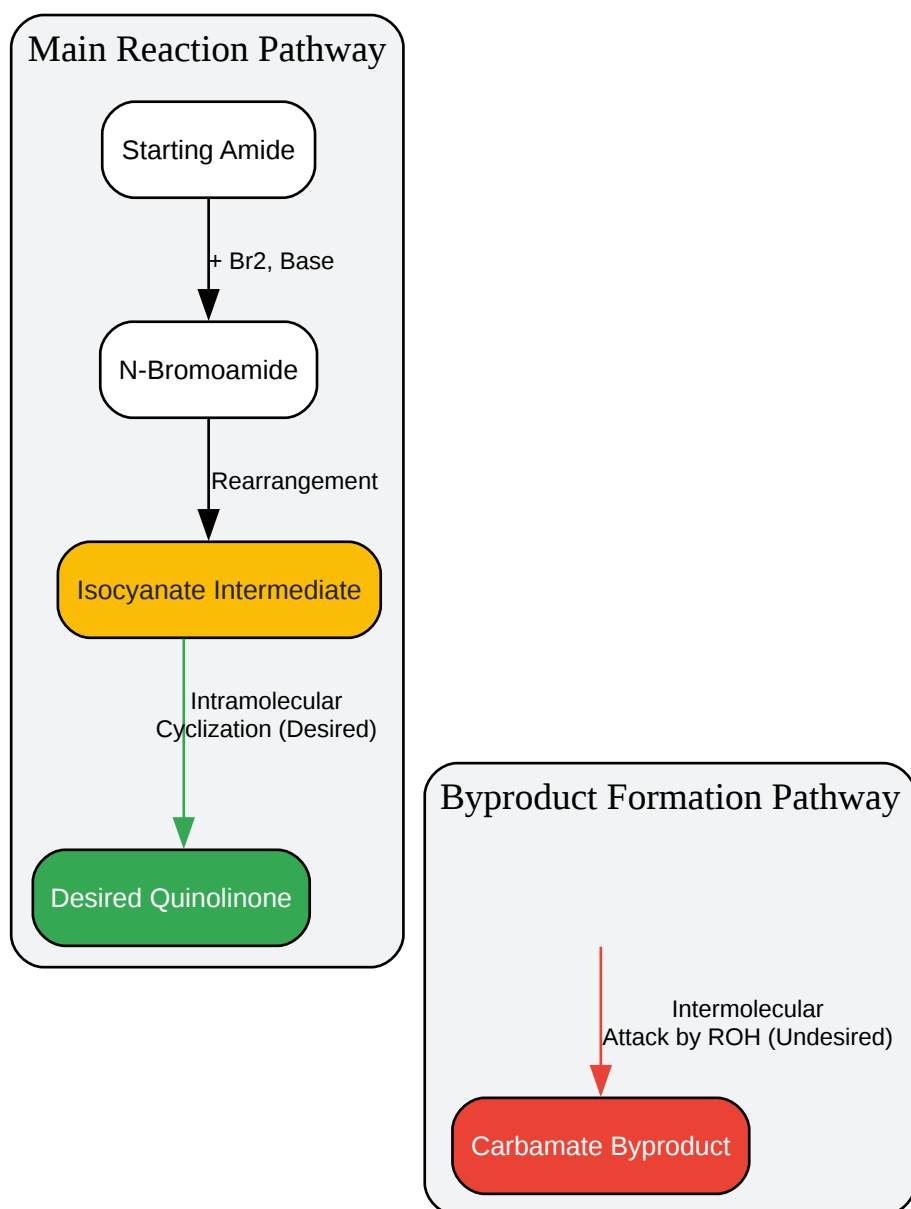 Main Reaction Pathway
Starting Amide
+ Br2, Base
N-Bromoamide
Rearrangement
Isocyanate Intermediate
Intramolecular
Cyclization (Desired)
Desired Quinolinone
Byproduct Formation Pathway
Intermolecular
Attack by ROH (Undesired)
Carbamate Byproduct